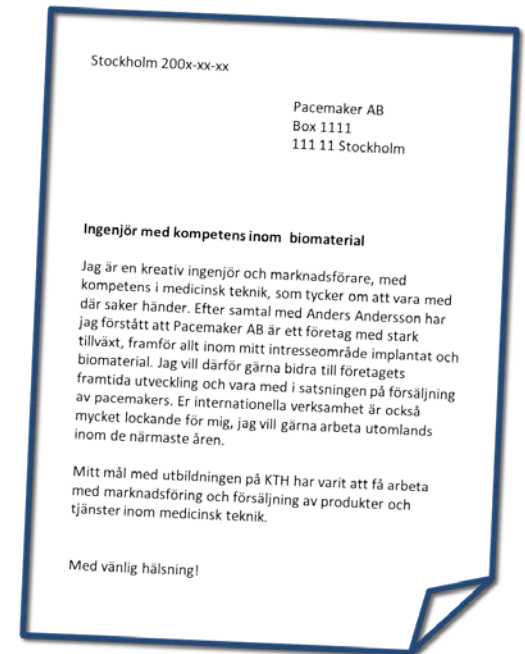 Stockholm 200x-xx-xx
Pacemaker AB
Box 1111
111 11 Stockholm
Ingenjör med kompetens inom biomaterial
Jag är en kreativ ingenjör och marknadsförare, med
kompetens i medicinsk teknik, som tycker om att vara med
där saker händer. Efter samtal med Anders Andersson har
jag förstått att Pacemaker AB är ett företag med stark
tillväxt, framför allt inom mitt intresseområde implantat och
biomaterial. Jag vill därför gärna bidra till företagets
framtida utveckling och vara med i satsningen på försäljning
av pacemakers. Er internationella verksamhet är också
mycket lockande för mig, jag vill gärna arbeta utomlands
inom de närmaste åren.
Mitt mål med utbildningen på KTH har varit att få arbeta
med marknadsföring och försäljning av produkter och
tjänster inom medicinsk teknik.
Med vänlig hälsning!